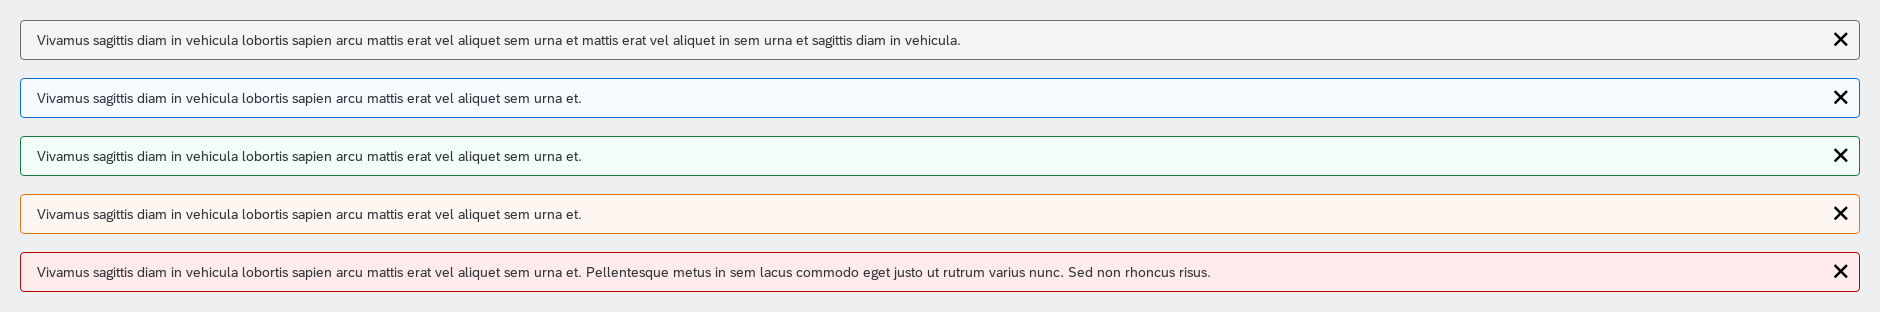 Vivamus sagittis diam in vehicula lobortis sapien arcu mattis erat vel aliquet sem urna et mattis erat vel aliquet in sem urna et sagittis diam in vehicula.
Vivamus sagittis diam in vehicula lobortis sapien arcu mattis erat vel aliquet sem urna et.
Vivamus sagittis diam in vehicula lobortis sapien arcu mattis erat vel aliquet sem urna et.
Vivamus sagittis diam in vehicula lobortis sapien arcu mattis erat vel aliquet sem urna et.
Vivamus sagittis diam in vehicula lobortis sapien arcu mattis erat vel aliquet sem urna et. Pellentesque metus in sem lacus commodo eget justo ut rutrum varius nunc. Sed non rhoncus risus.